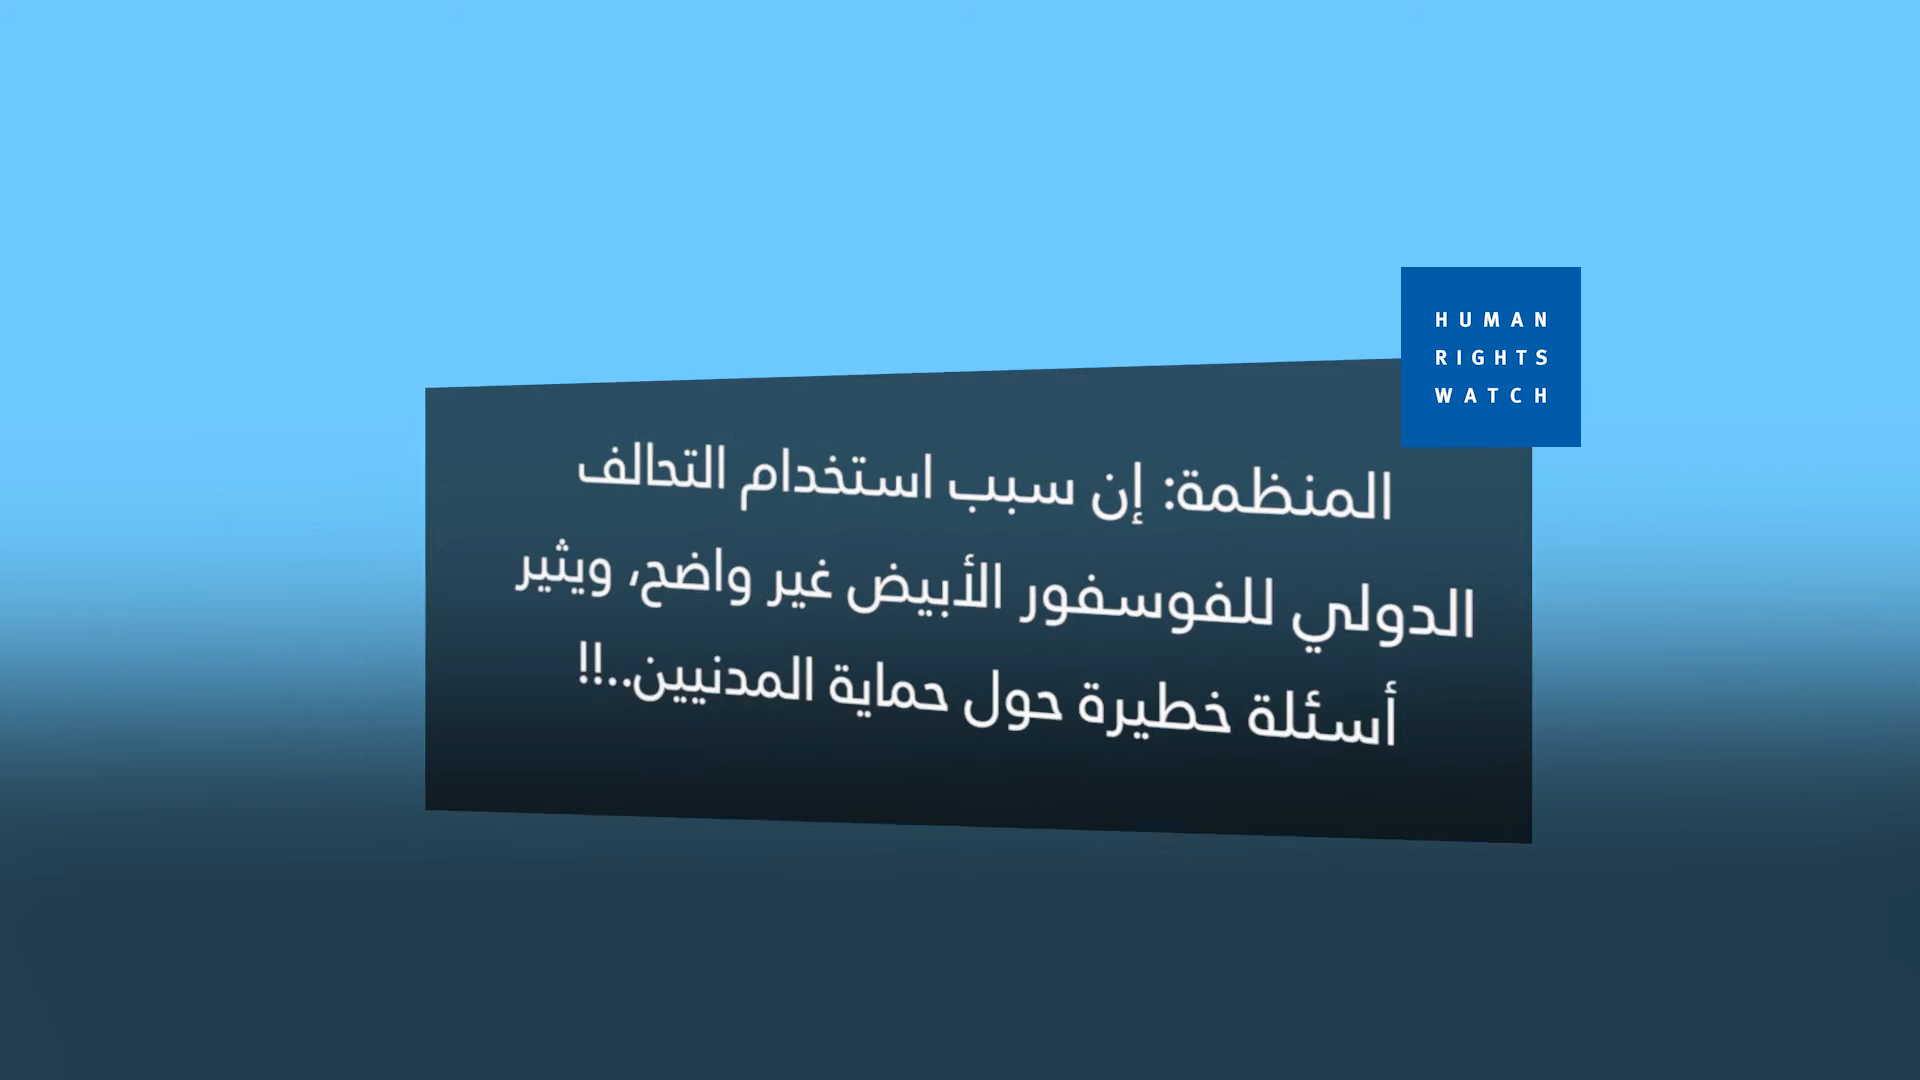 HUMAN
RIGHTS
WATCH
المنظمة: إن سبب استخدام التحالف
الدولي للفوسفور الأبيض غير واضح، ويثير
أسئلة خطيرة حول حماية المدنيين..!!